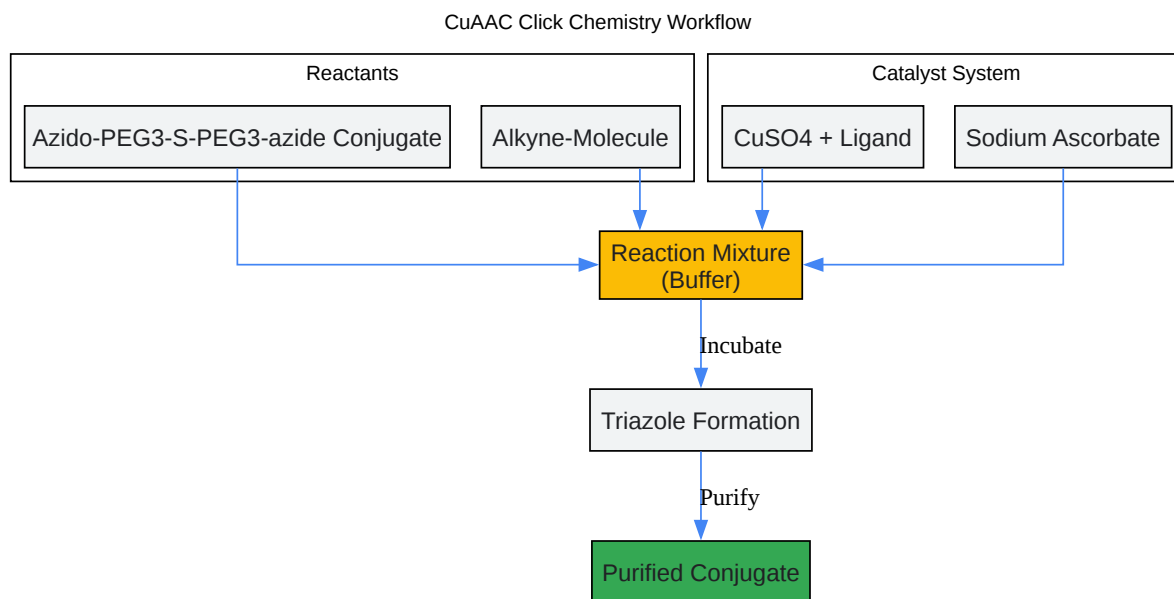 CuAAC Click Chemistry Workflow
Reactants
Catalyst System
Azido-PEG3-S-PEG3-azide Conjugate
Alkyne-Molecule
CuSO4 + Ligand
Sodium Ascorbate
Reaction Mixture
(Buffer)
Incubate
Triazole Formation
Purify
Purified Conjugate